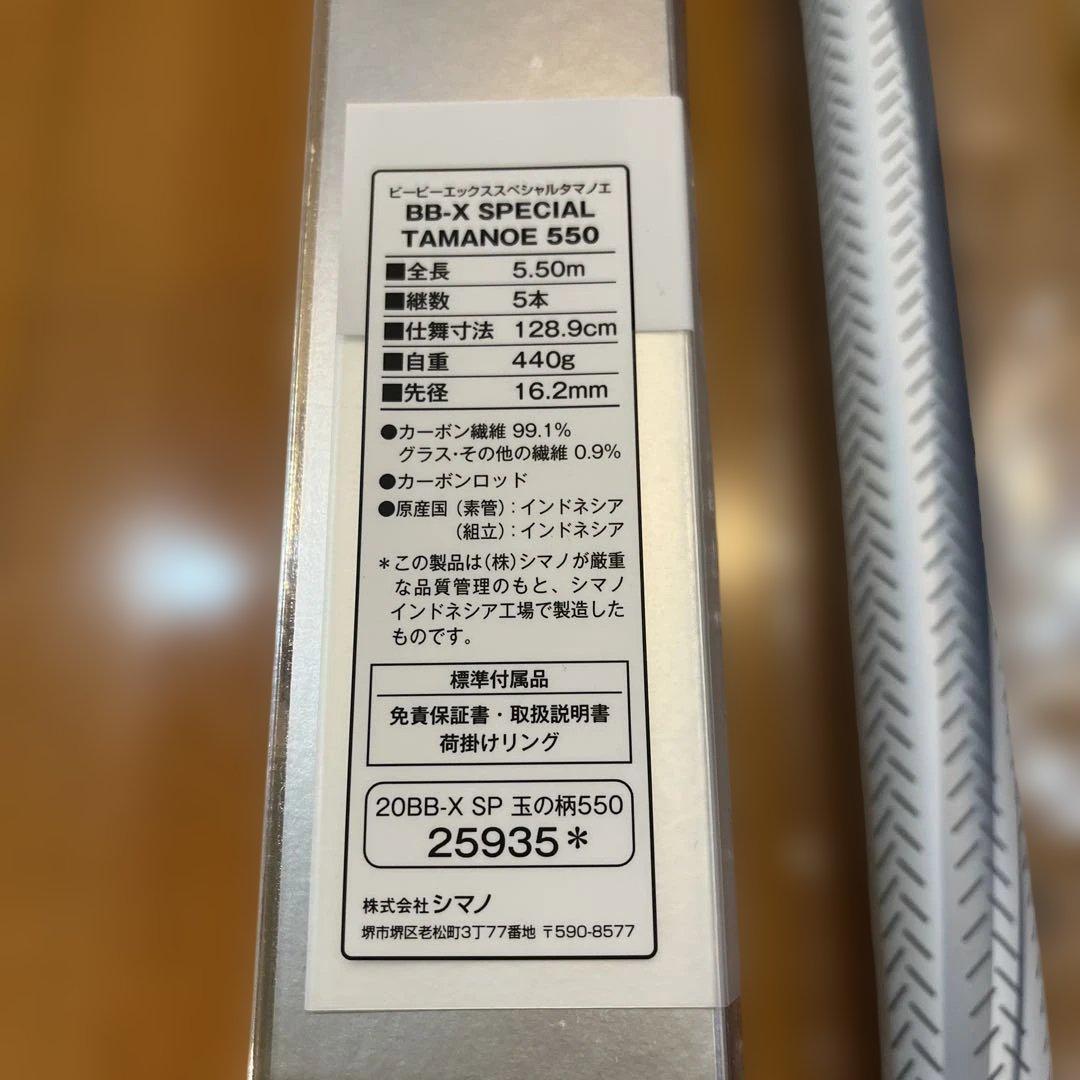 ビービーエックススペシャルタマノエ
BB-X SPECIAL
TAMANOE 550
■全長 5.50m
■継数 5本
■仕舞寸法 128.9cm
■自重 440g
■先径 16.2mm
●カーボン繊維 99.1%
グラス・その他の繊維 0.9%
●カーボンロッド
●原産国（素管）：インドネシア
（組立）：インドネシア
＊この製品は(株)シマノが厳重
な品質管理のもと、シマノ
インドネシア工場で製造した
ものです。
標準付属品
免責保証書・取扱説明書
荷掛けリング
20BB-X SP 玉の柄550
25935＊
株式会社シマノ
堺市堺区老松町3丁77番地 〒590-8577